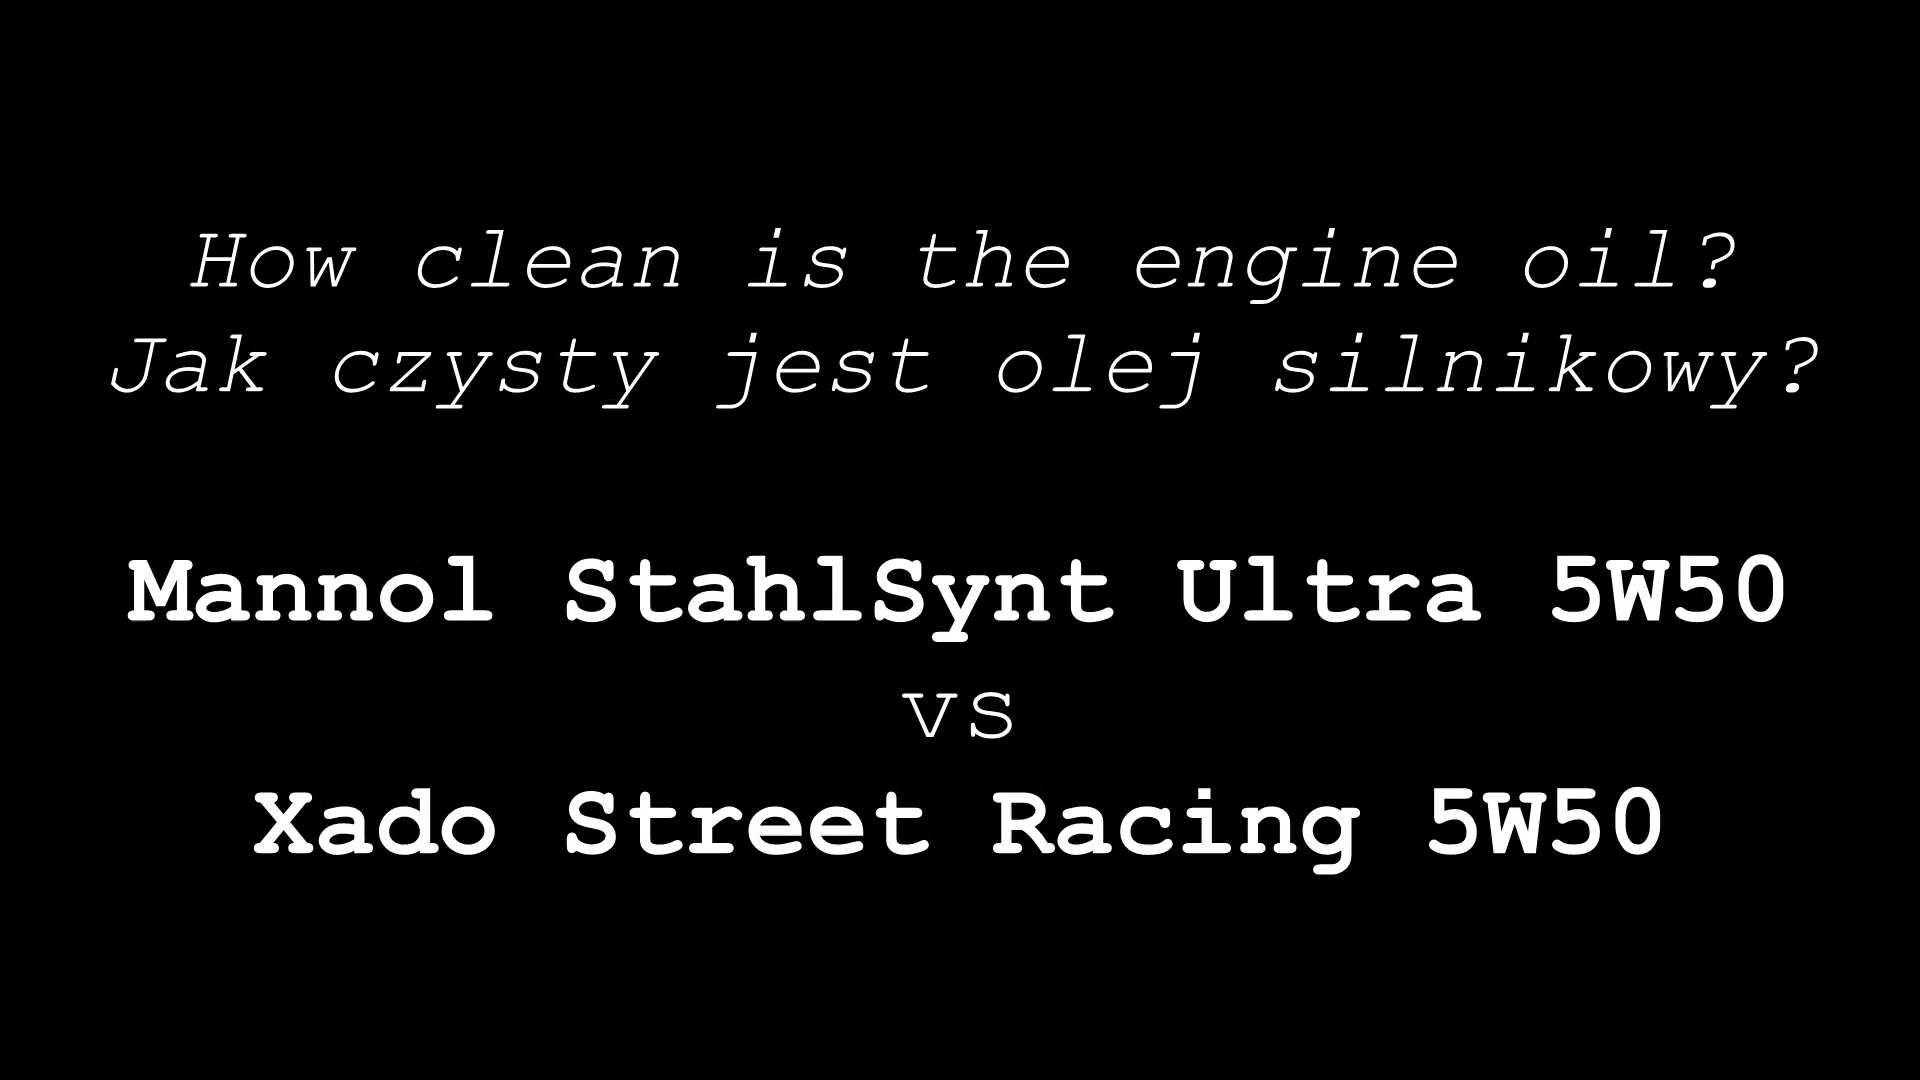 How clean is the engine oil?
Jak czysty jest olej silnikowy?
Mannol StahlSynt Ultra 5W50
vs
Xado Street Racing 5W50